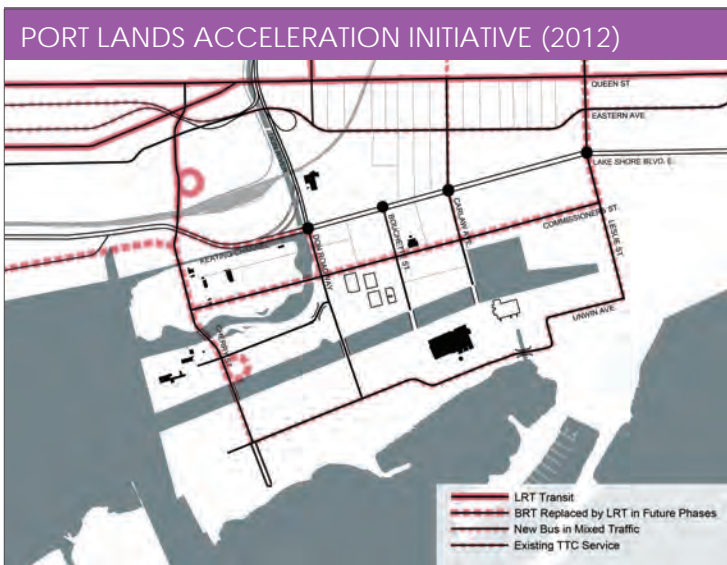 PORT LANDS ACCELERATION INITIATIVE (2012)
QUEEN ST
EASTERN AVE.
LAKE SHORE BLVD. E.
COMMISSIONERS ST.
LESLIE ST.
CARLAW AVE.
DON ROADWAY
CHERRY ST.
UNWIN AVE.
LRT Transit
BRT Replaced by LRT in Future Phases
New Bus in Mixed Traffic
Existing TTC Service